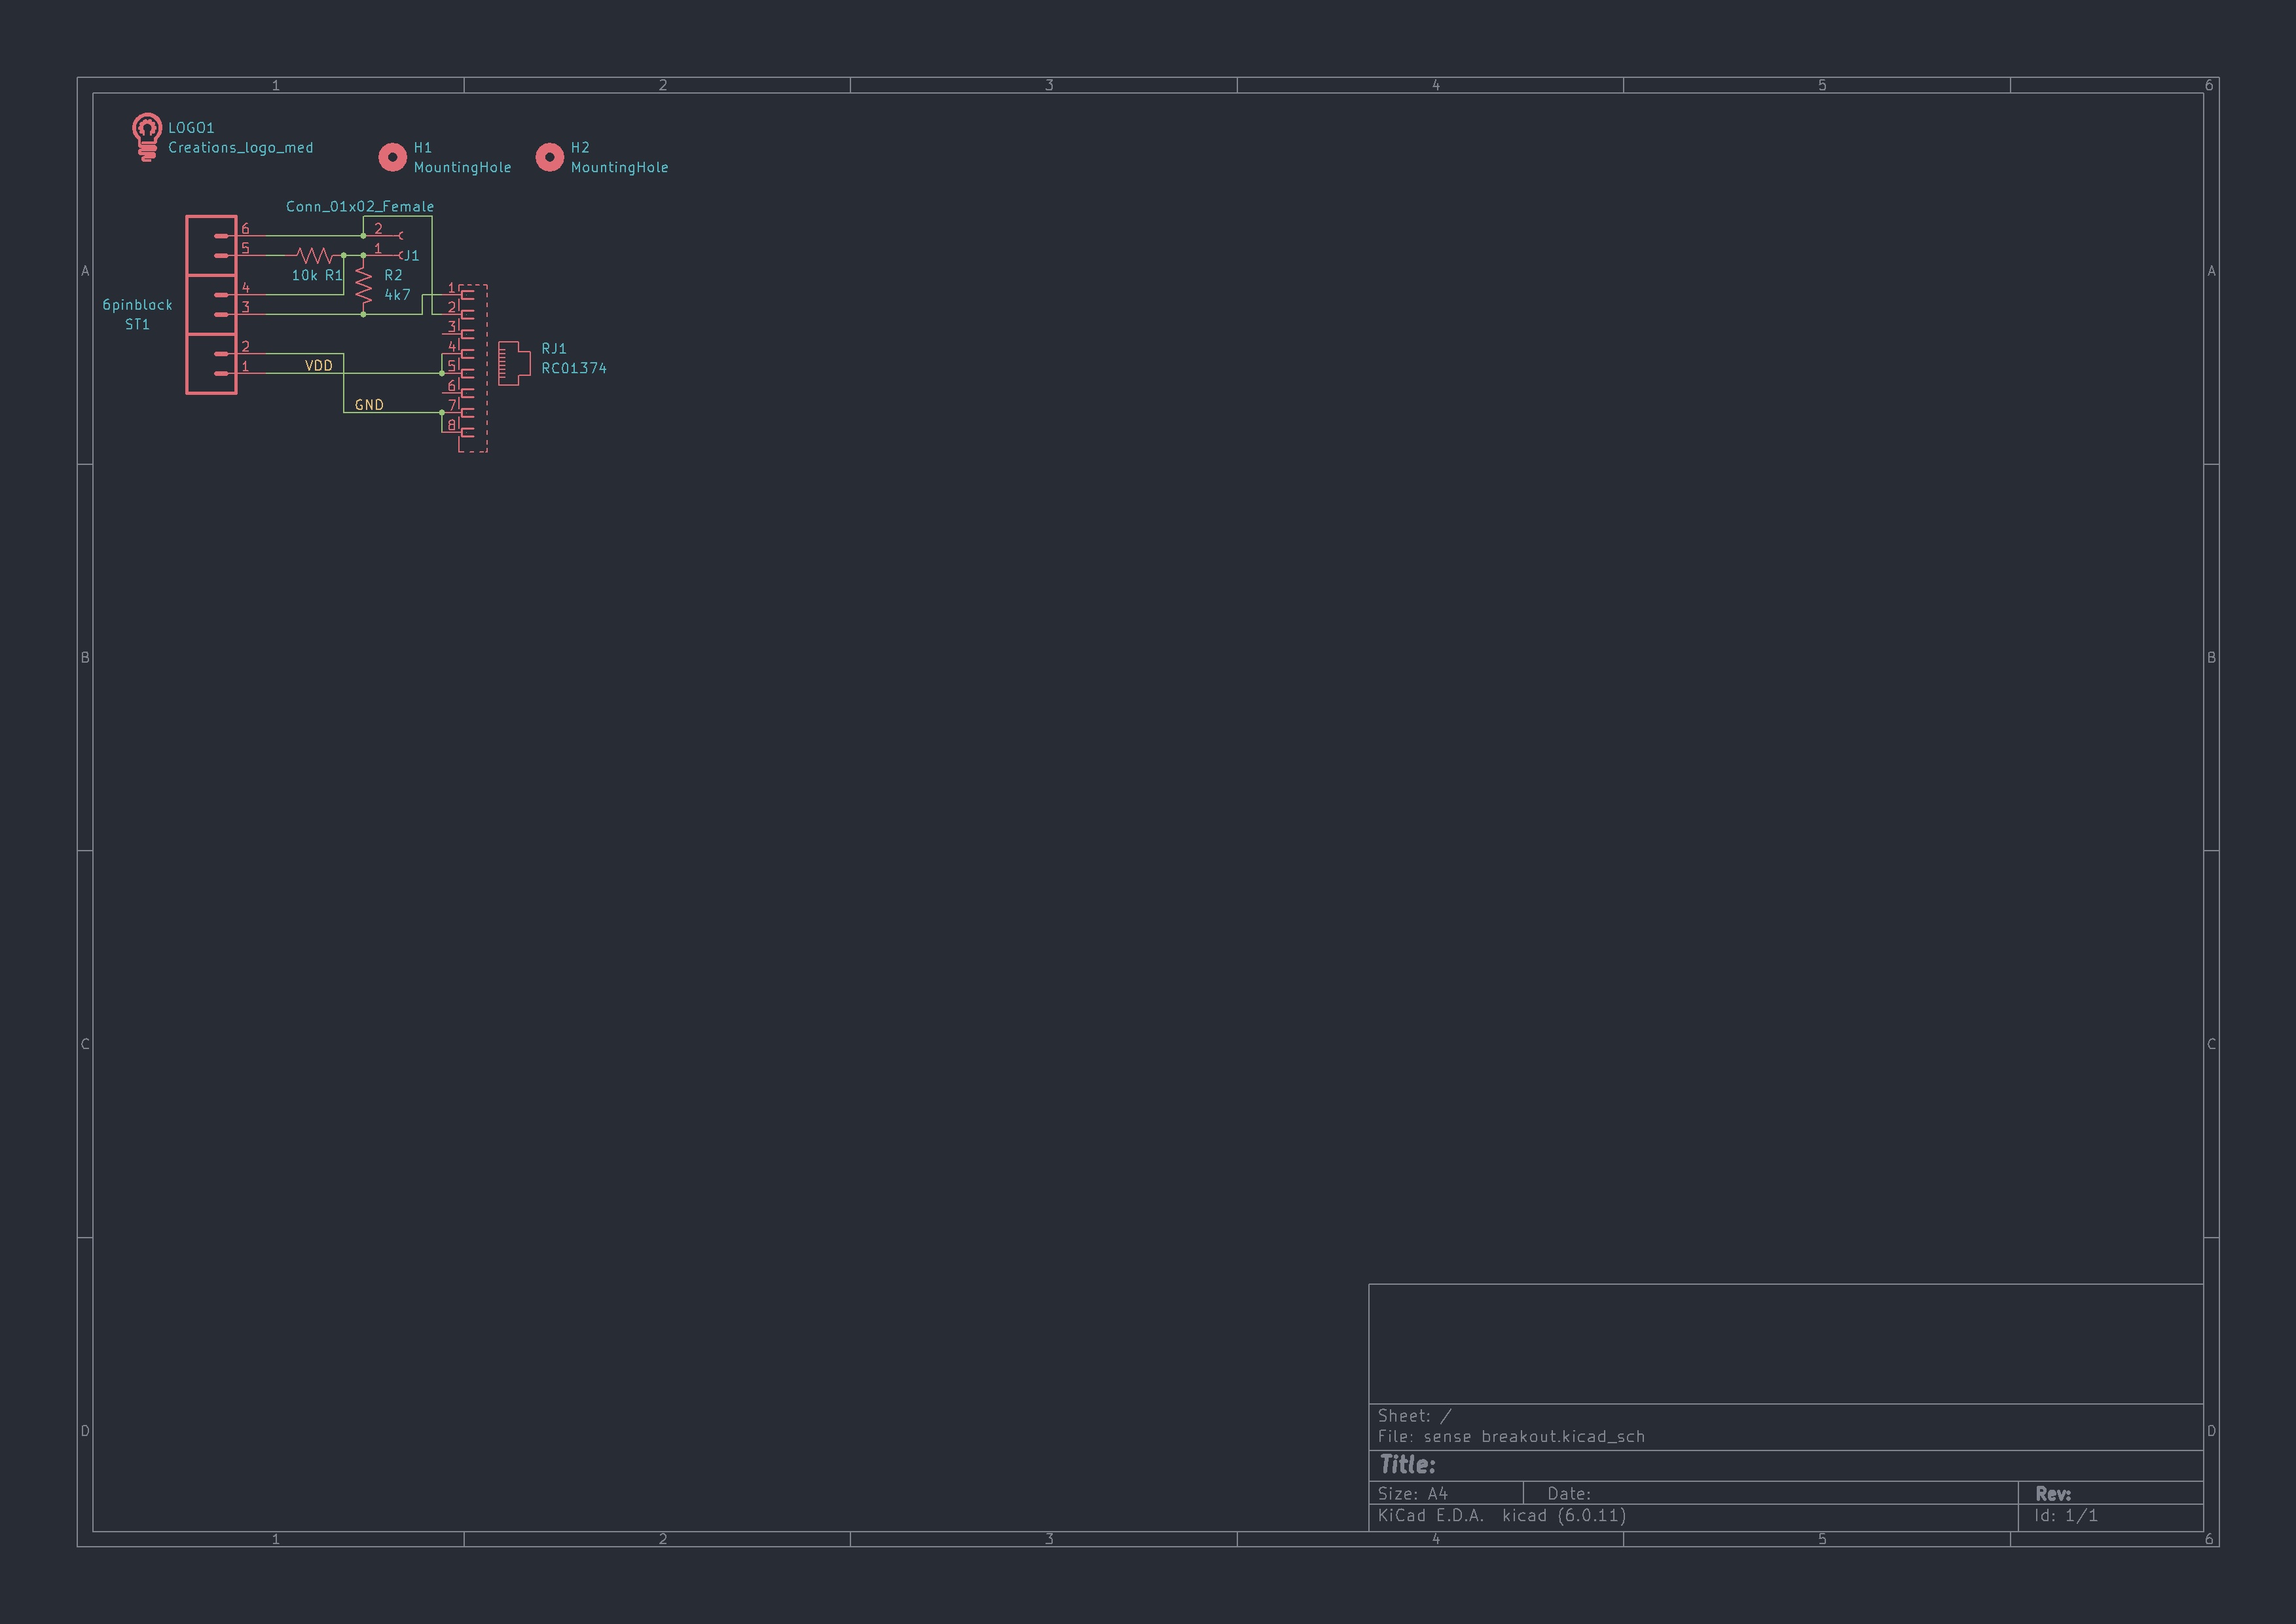 1 2 3 4 5 6
LOGO1
Creations_logo_med
H1
MountingHole
H2
MountingHole
Conn_01x02_Female
6
5
4
3
2
1
2
1
J1
10k R1
R2
4k7
6pinblock
ST1
VDD
GND
1
2
3
4
5
6
7
8
RJ1
RC01374
A A
B B
C C
D D
Sheet: /
File: sense breakout.kicad_sch
Title:
Size: A4 Date: Rev:
KiCad E.D.A. kicad (6.0.11) Id: 1/1
1 2 3 4 5 6